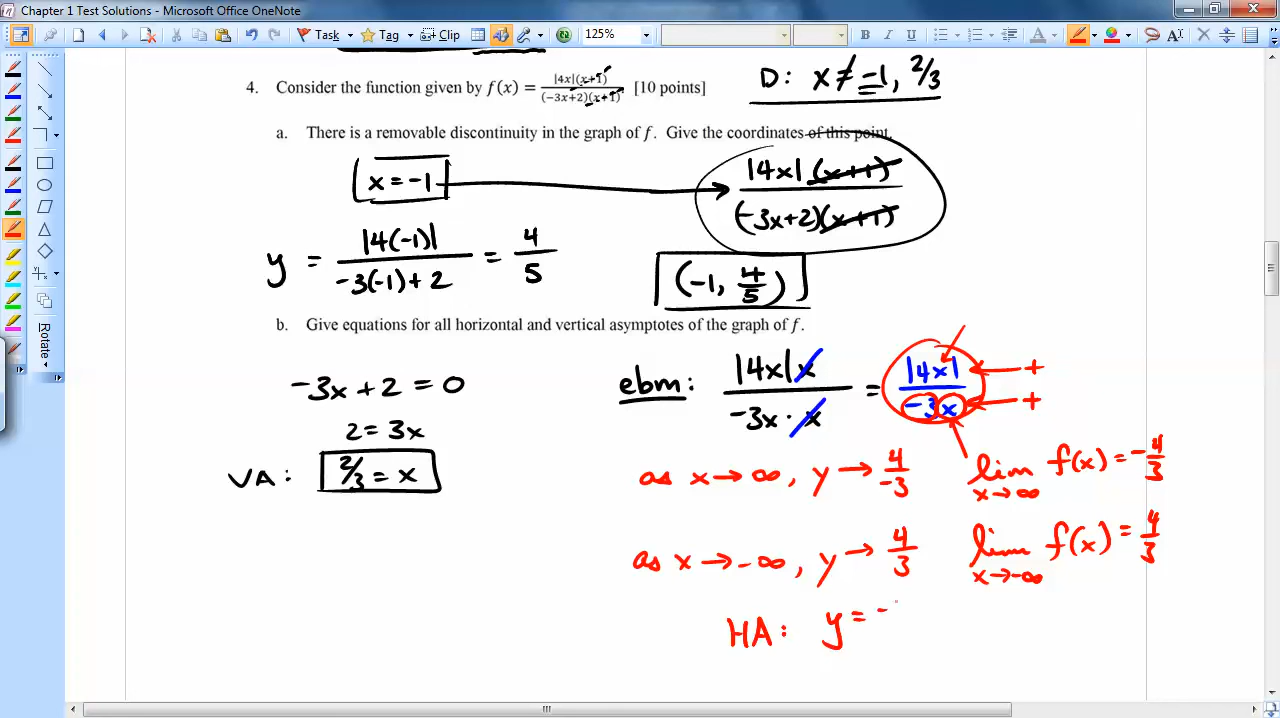 Chapter 1 Test Solutions - Microsoft Office OneNote
Task Tag Clip 125% B I U A
4. Consider the function given by f(x) = |4x|(x+1) / (-3x+2)(x+1) [10 points] D: x ≠ -1, 2/3
a. There is a removable discontinuity in the graph of f. Give the coordinates of this point.
x = -1
|4x|(x+1)
(-3x+2)(x+1)
y = |4(-1)| / -3(-1)+2 = 4/5
(-1, 4/5)
b. Give equations for all horizontal and vertical asymptotes of the graph of f.
-3x + 2 = 0
2 = 3x
VA: 2/3 = x
ebm: |4x|x / -3x · x = |4x| / -3x
+
+
as x → ∞, y → 4/-3
lim x→∞ f(x) = -4/3
as x → -∞, y → 4/3
lim x→-∞ f(x) = 4/3
HA: y = -
Rotate